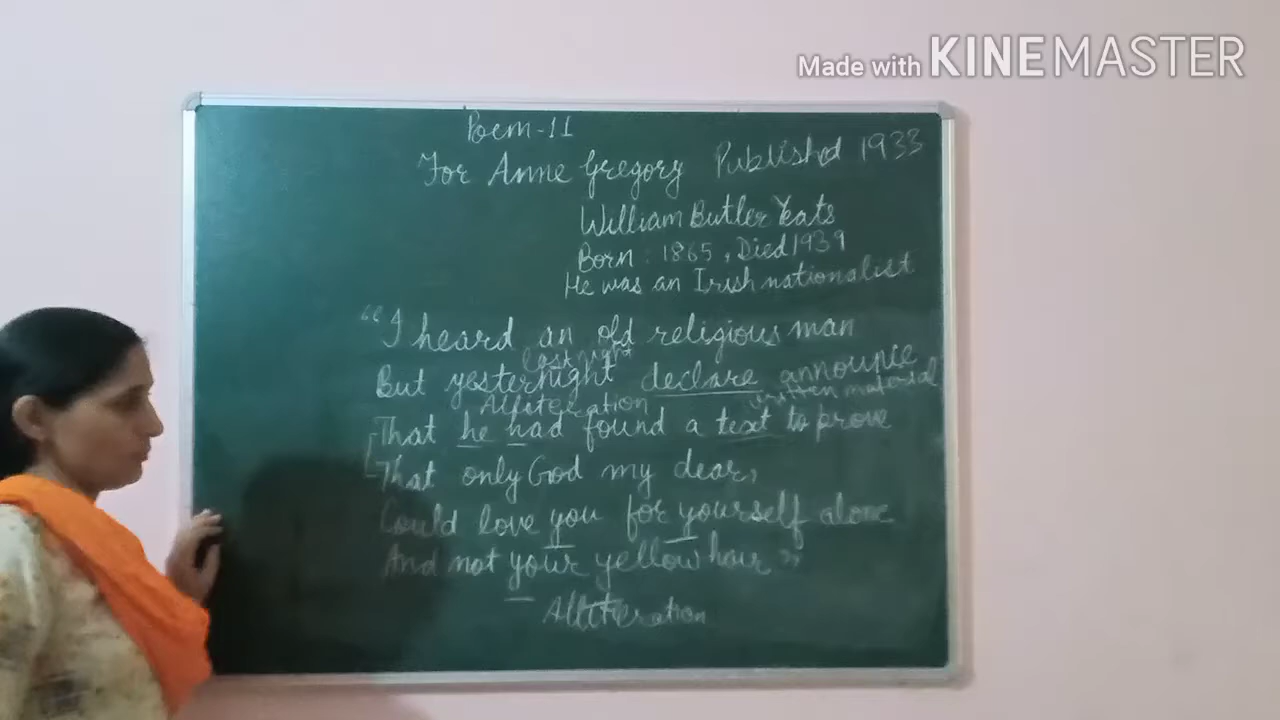 Made with KINEMASTER
Poem-11
For Anne Gregory Published 1933
William Butler Yeats
Born : 1865, Died 1939
He was an Irish nationalist
"I heard an old religious man
last night
But yesternight declare announce
Alliteration written material
That he had found a text to prove
That only God my dear,
Could love you for yourself alone
And not your yellow hair"
Alliteration